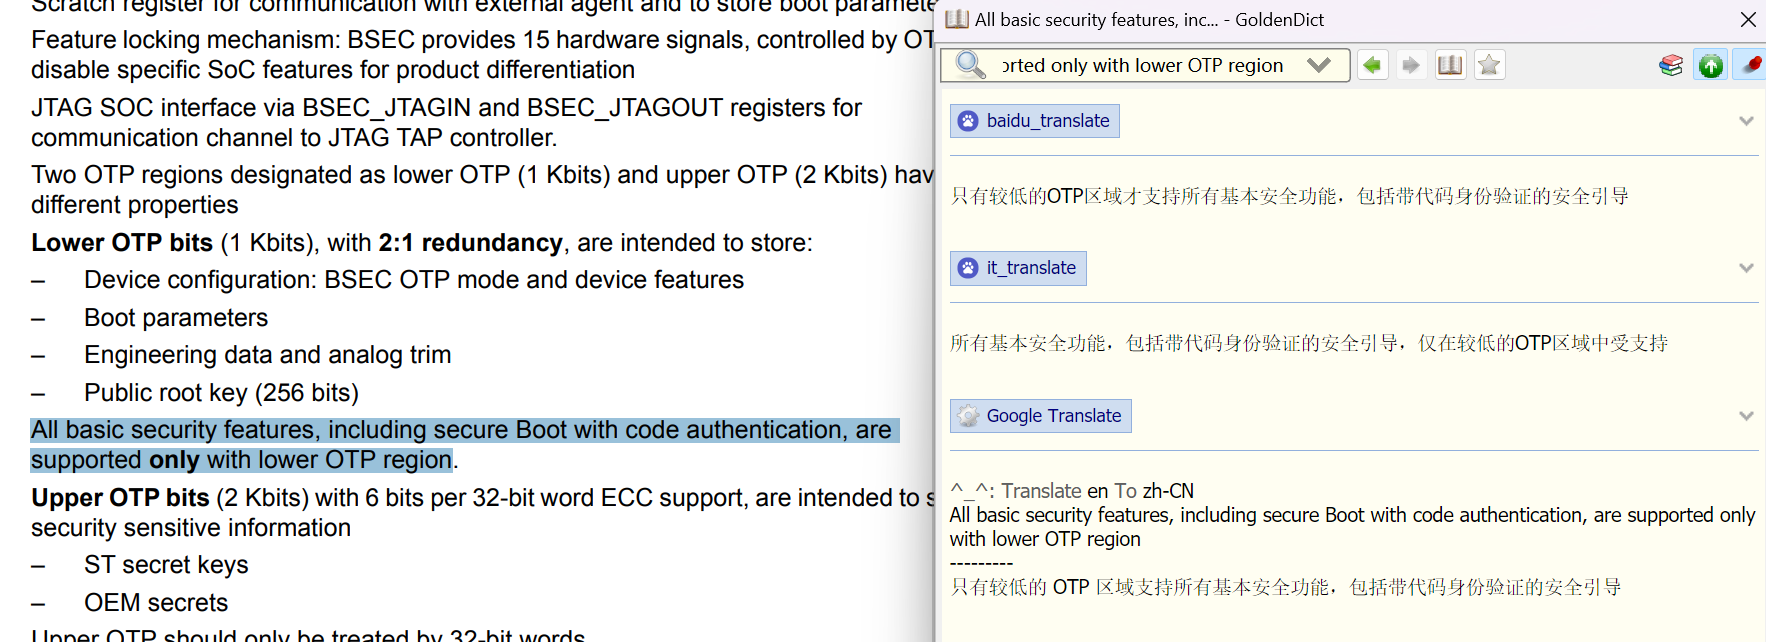 Scratch register for communication with external agent and to store boot paramete
Feature locking mechanism: BSEC provides 15 hardware signals, controlled by OT
disable specific SoC features for product differentiation
JTAG SOC interface via BSEC_JTAGIN and BSEC_JTAGOUT registers for
communication channel to JTAG TAP controller.
Two OTP regions designated as lower OTP (1 Kbits) and upper OTP (2 Kbits) hav
different properties
Lower OTP bits (1 Kbits), with 2:1 redundancy, are intended to store:
– Device configuration: BSEC OTP mode and device features
– Boot parameters
– Engineering data and analog trim
– Public root key (256 bits)
All basic security features, including secure Boot with code authentication, are
supported only with lower OTP region.
Upper OTP bits (2 Kbits) with 6 bits per 32-bit word ECC support, are intended to s
security sensitive information
– ST secret keys
– OEM secrets
Upper OTP should only be treated by 32-bit words
All basic security features, inc... - GoldenDict
orted only with lower OTP region
baidu_translate
只有较低的OTP区域才支持所有基本安全功能，包括带代码身份验证的安全引导
it_translate
所有基本安全功能，包括带代码身份验证的安全引导，仅在较低的OTP区域中受支持
Google Translate
^_^: Translate en To zh-CN
All basic security features, including secure Boot with code authentication, are supported only
with lower OTP region
---------
只有较低的 OTP 区域支持所有基本安全功能，包括带代码身份验证的安全引导